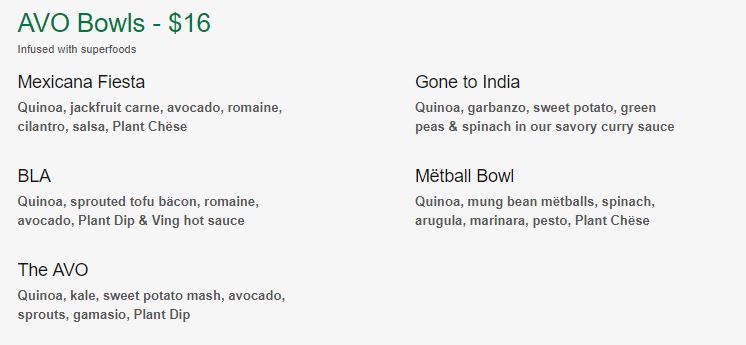 AVO Bowls - $16
Infused with superfoods
Mexicana Fiesta
Quinoa, jackfruit carne, avocado, romaine,
cilantro, salsa, Plant Chëse
Gone to India
Quinoa, garbanzo, sweet potato, green
peas & spinach in our savory curry sauce
BLA
Quinoa, sprouted tofu bäcon, romaine,
avocado, Plant Dip & Ving hot sauce
Mëtball Bowl
Quinoa, mung bean mëtballs, spinach,
arugula, marinara, pesto, Plant Chëse
The AVO
Quinoa, kale, sweet potato mash, avocado,
sprouts, gamasio, Plant Dip